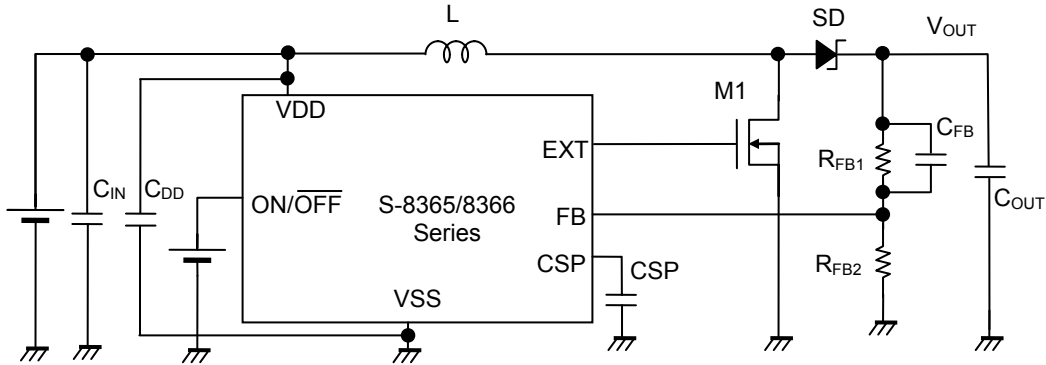 L
SD
VOUT
M1
VDD
CFB
EXT
RFB1
CIN
CDD
ON/OFF
S-8365/8366
Series
FB
COUT
CSP
CSP
RFB2
VSS